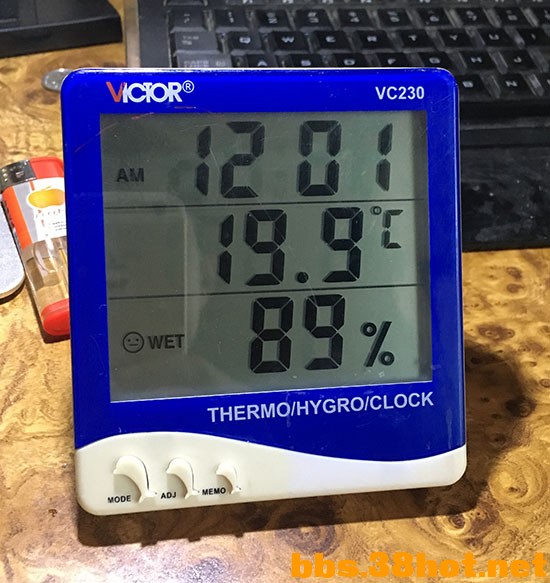 VICTOR®
VC230
AM 12 01
19.9 °C
WET 89 %
THERMO/HYGRO/CLOCK
MODE ADJ MEMO
bbs.38hot.net